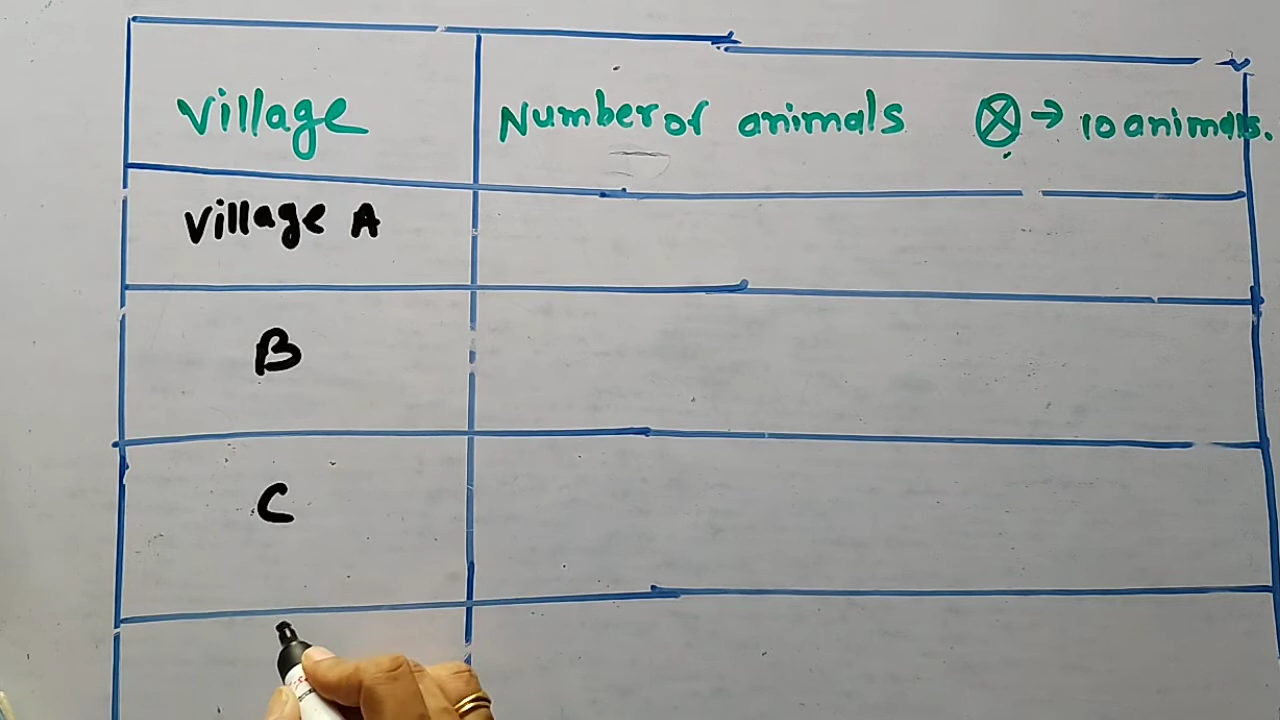 Village Number of animals ⊗ → 10 animals.
Village A
B
C